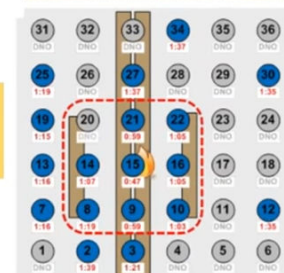 31 32 33 34 35 36
DNO DNO DNO 1:37 DNO DNO
25 26 27 28 29 30
1:19 DNO 1:37 DNO DNO 1:35
19 20 21 22 23 24
1:15 DNO 0:59 1:05 DNO DNO
13 14 15 16 17 18
1:16 1:07 0:47 1:05 DNO DNO
7 8 9 10 11 12
1:16 1:19 0:59 1:03 DNO 1:35
1 2 3 4 5 6
DNO 1:39 1:21 DNO DNO DNO